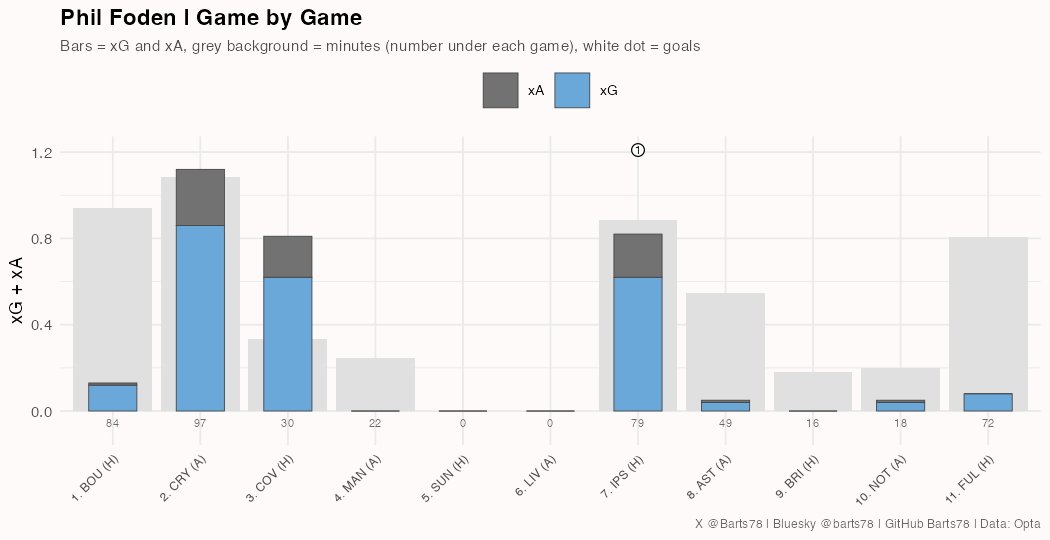 Phil Foden | Game by Game
Bars = xG and xA, grey background = minutes (number under each game), white dot = goals
xA xG
xG + xA
1.2
0.8
0.4
0.0
1
84 97 30 22 0 0 79 49 16 18 72
1. BOU (H)
2. CRY (A)
3. COV (H)
4. MAN (A)
5. SUN (H)
6. LIV (A)
7. IPS (H)
8. AST (A)
9. BRI (H)
10. NOT (A)
11. FUL (H)
X @Barts78 | Bluesky @barts78 | GitHub Barts78 | Data: Opta